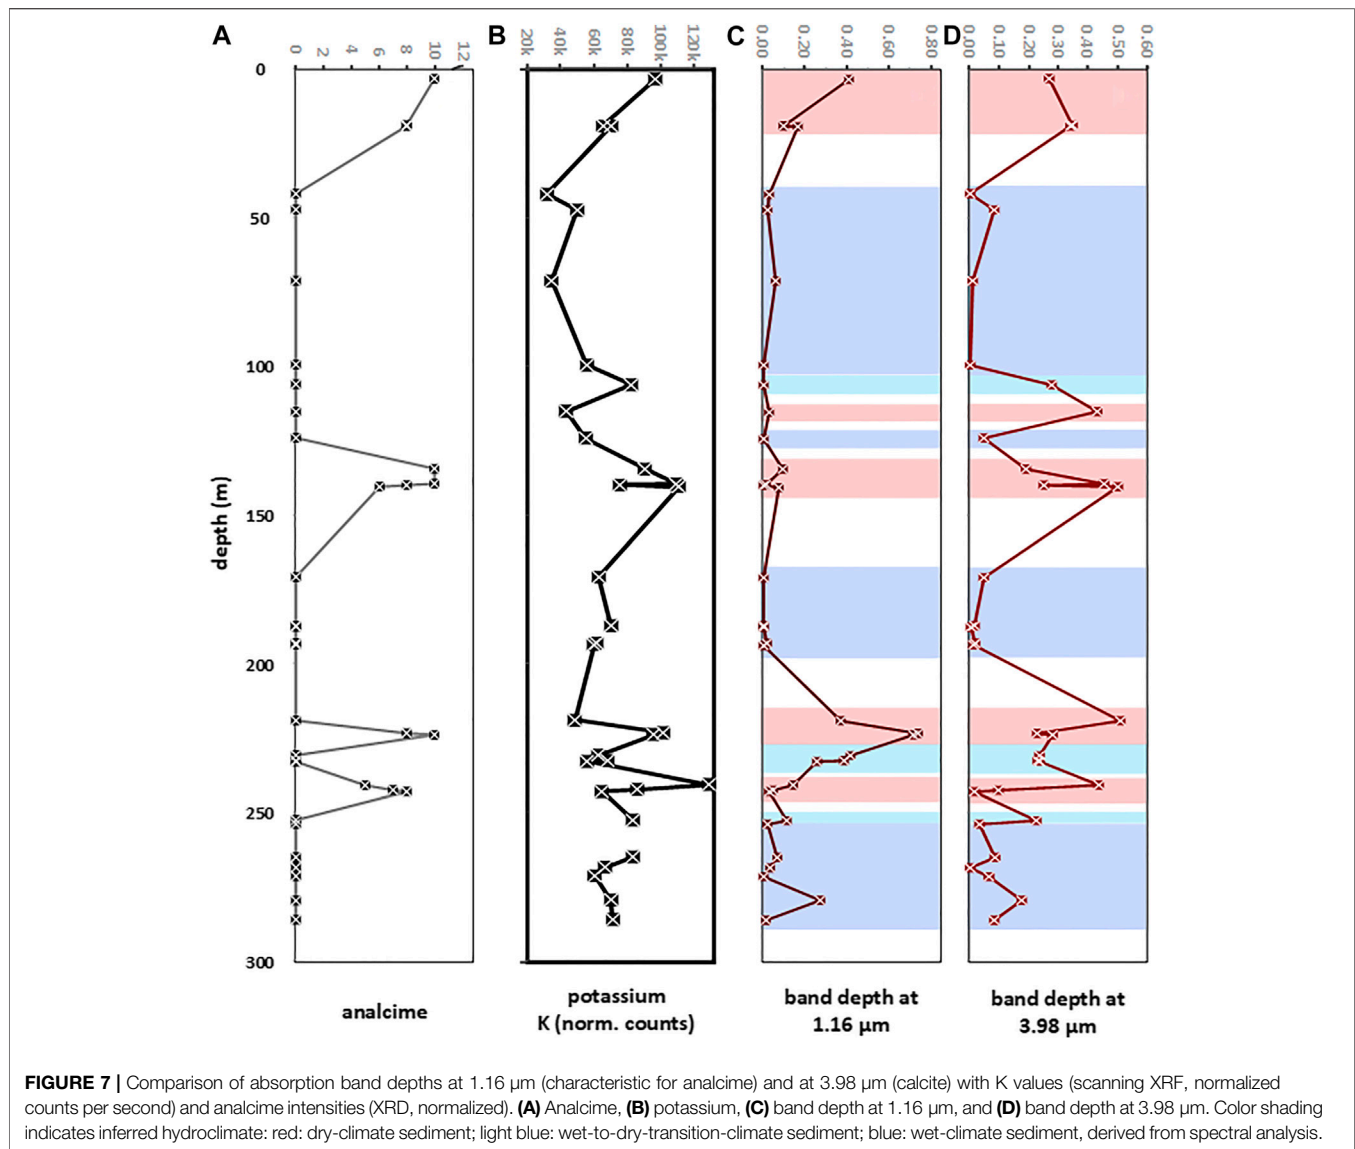 A
0 2 4 6 8 10 12
B
20k 40k 60k 80k 100k 120k
C
0.00 0.20 0.40 0.60 0.80
D
0.00 0.10 0.20 0.30 0.40 0.50 0.60
0
50
100
150
200
250
300
depth (m)
analcime
potassium
K (norm. counts)
band depth at
1.16 µm
band depth at
3.98 µm
FIGURE 7 | Comparison of absorption band depths at 1.16 µm (characteristic for analcime) and at 3.98 µm (calcite) with K values (scanning XRF, normalized
counts per second) and analcime intensities (XRD, normalized). (A) Analcime, (B) potassium, (C) band depth at 1.16 µm, and (D) band depth at 3.98 µm. Color shading
indicates inferred hydroclimate: red: dry-climate sediment; light blue: wet-to-dry-transition-climate sediment; blue: wet-climate sediment, derived from spectral analysis.